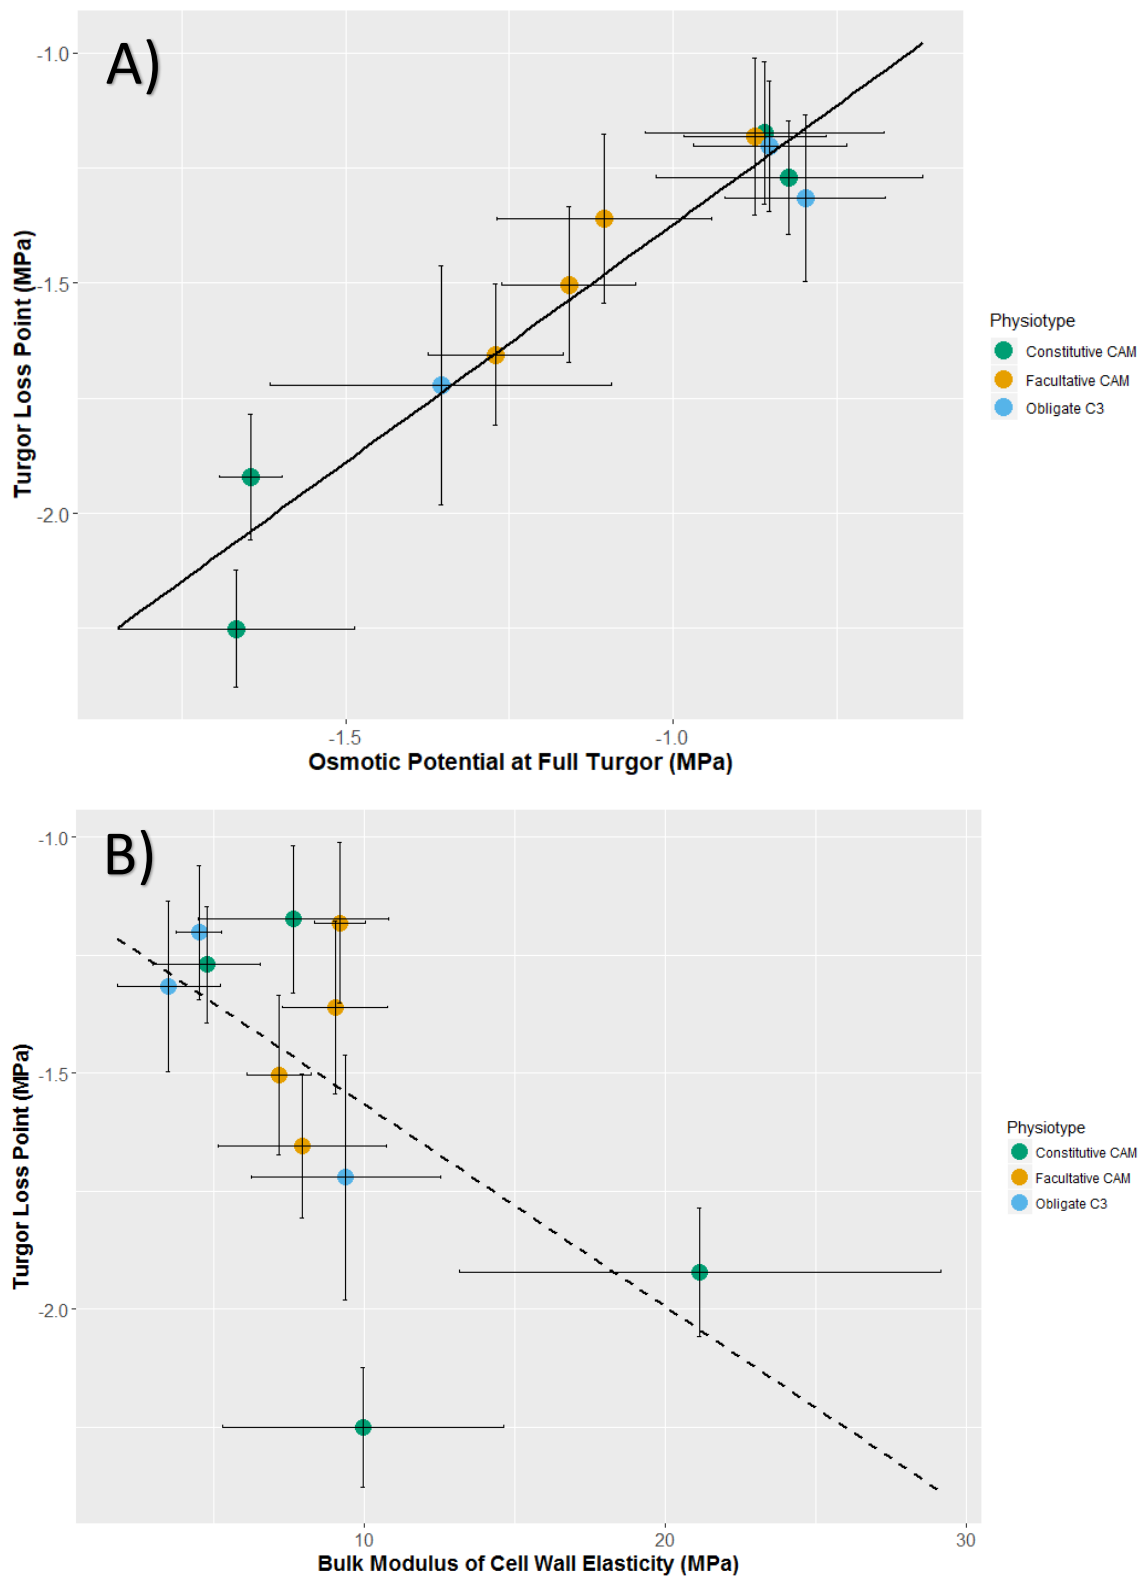 A)
-1.0
-1.5
-2.0
Turgor Loss Point (MPa)
-1.5
-1.0
Osmotic Potential at Full Turgor (MPa)
Physiotype
Constitutive CAM
Facultative CAM
Obligate C3
B)
-1.0
-1.5
-2.0
Turgor Loss Point (MPa)
10
20
30
Bulk Modulus of Cell Wall Elasticity (MPa)
Physiotype
Constitutive CAM
Facultative CAM
Obligate C3